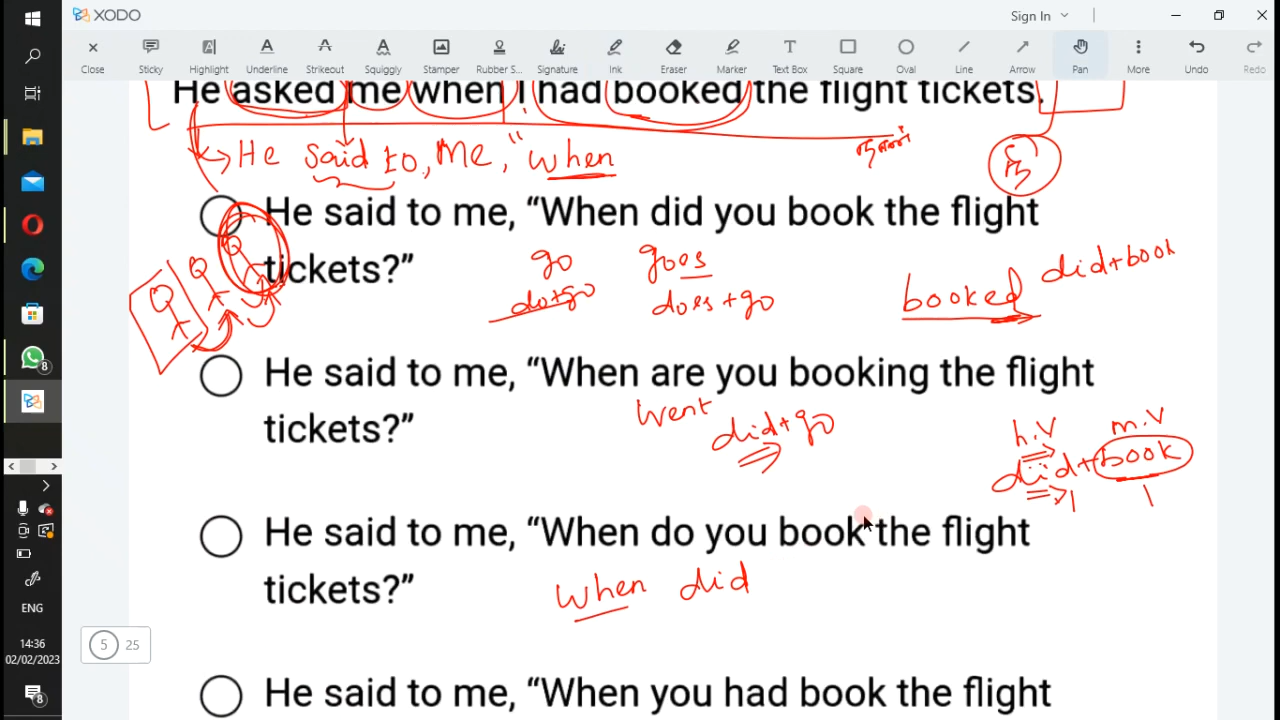 XODO
Sign In
Close Sticky Highlight Underline Strikeout Squiggly Stamper Rubber S... Signature Ink Eraser Marker Text Box Square Oval Line Arrow Pan More Undo Redo
He asked me when I had booked the flight tickets.
He said to, Me, "when
He said to me, “When did you book the flight
tickets?”
go goes
do+go does+go
booked did+book
He said to me, “When are you booking the flight
tickets?”
went did+go
h.V m.V
did+book
1 1
He said to me, “When do you book the flight
tickets?”
when did
He said to me, “When you had book the flight
5 25
8
ENG
14:36
02/02/2023
8